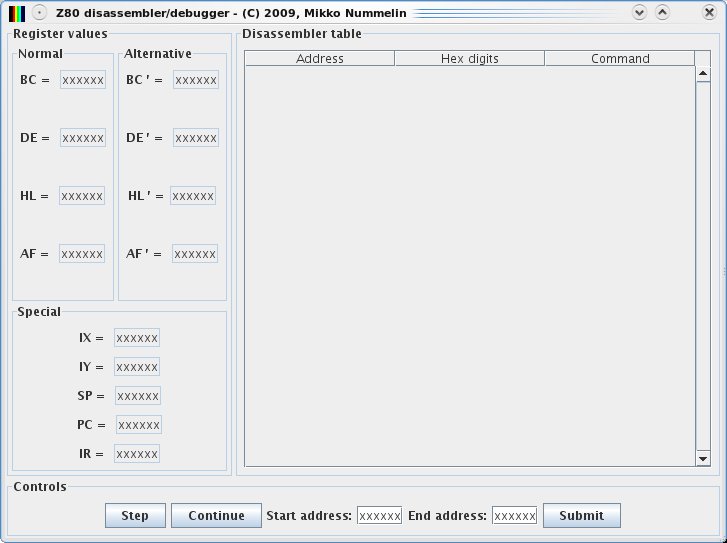 Z80 disassembler/debugger - (C) 2009, Mikko Nummelin
Register values
Normal
BC = xxxxxx
DE = xxxxxx
HL = xxxxxx
AF = xxxxxx
Alternative
BC ' = xxxxxx
DE ' = xxxxxx
HL ' = xxxxxx
AF ' = xxxxxx
Special
IX = xxxxxx
IY = xxxxxx
SP = xxxxxx
PC = xxxxxx
IR = xxxxxx
Disassembler table
Address Hex digits Command
Controls
Step Continue Start address: xxxxxx End address: xxxxxx Submit